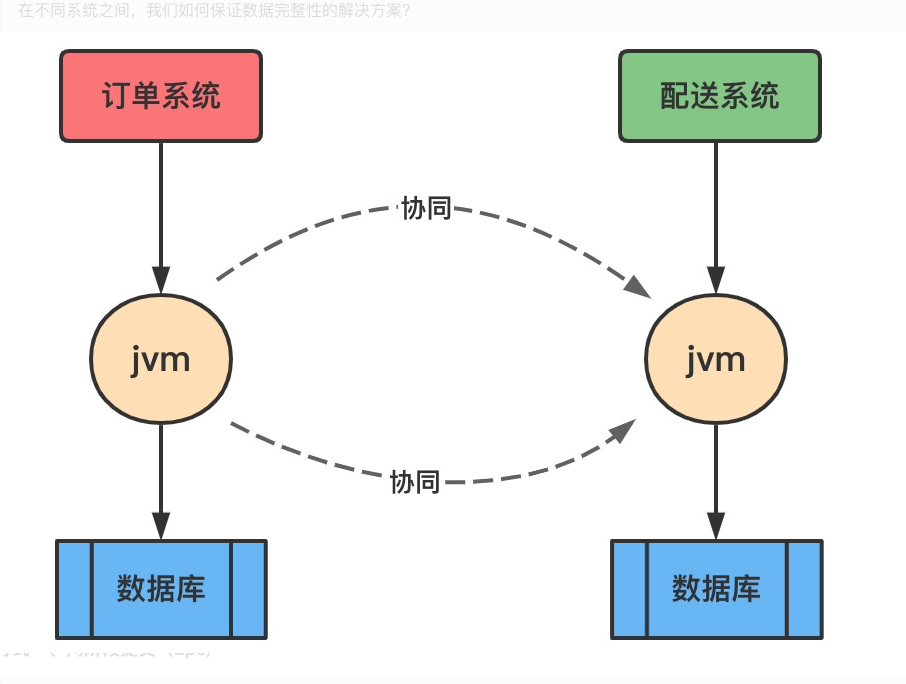 在不同系统之间，我们如何保证数据完整性的解决方案?
订单系统
配送系统
协同
jvm
jvm
协同
数据库
数据库